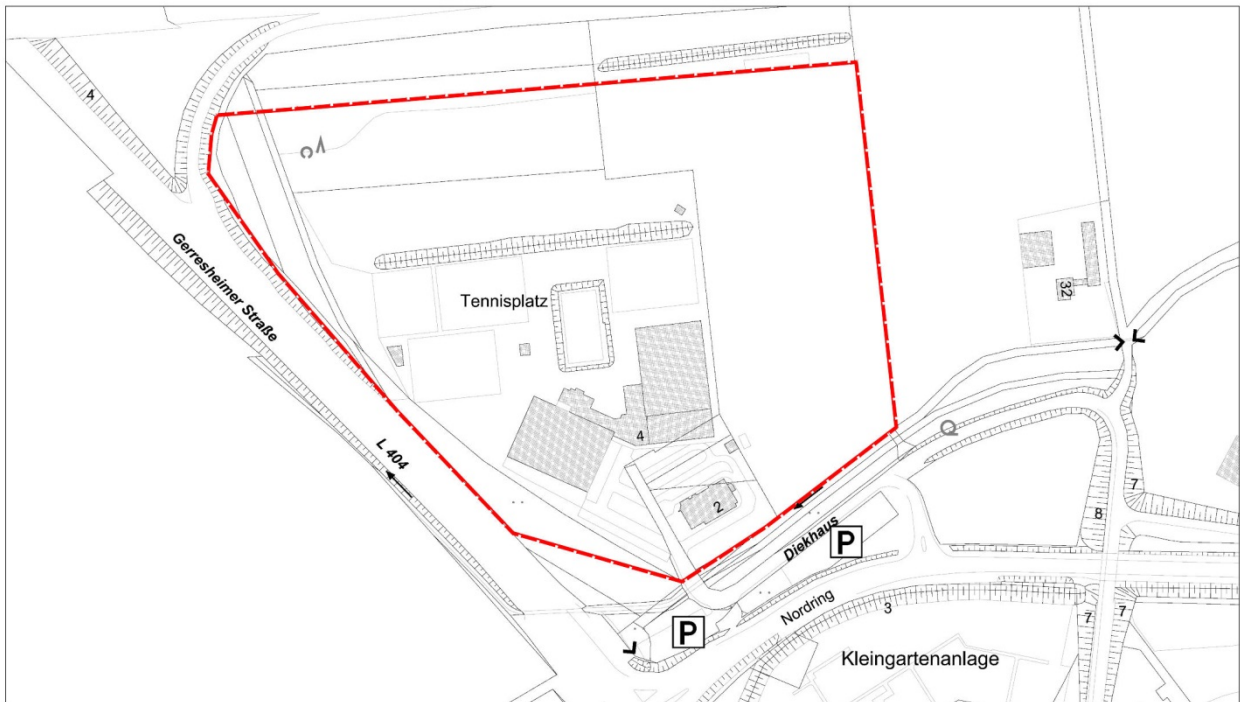 4
Gerresheimer Straße
L 404
Tennisplatz
4
2
32
Diekhaus
P
P
Nordring
3
7
8
7
7
Kleingartenanlage